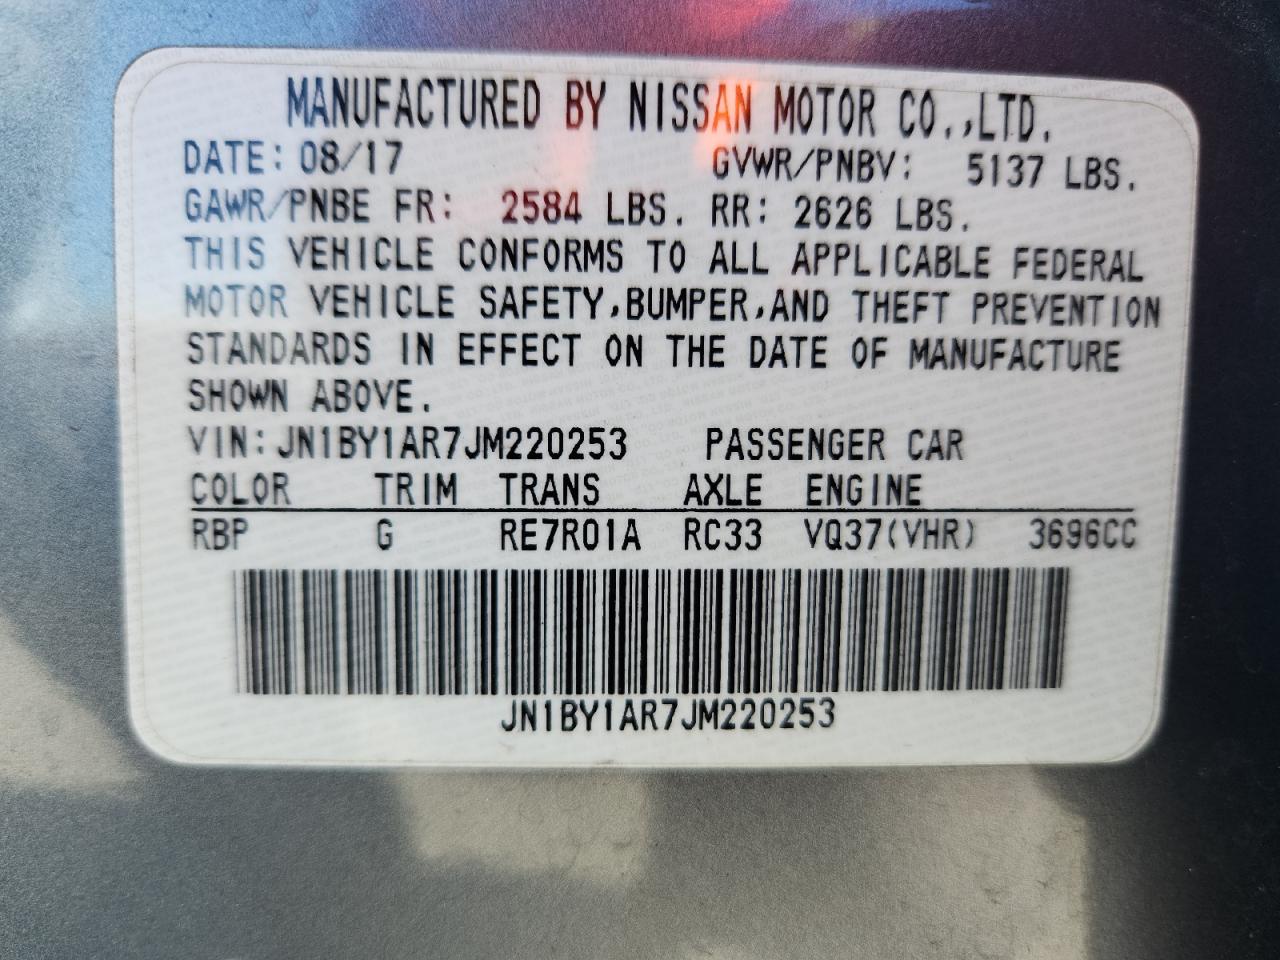 MANUFACTURED BY NISSAN MOTOR CO.,LTD.
DATE: 08/17 GVWR/PNBV: 5137 LBS.
GAWR/PNBE FR: 2584 LBS. RR: 2626 LBS.
THIS VEHICLE CONFORMS TO ALL APPLICABLE FEDERAL
MOTOR VEHICLE SAFETY,BUMPER,AND THEFT PREVENTION
STANDARDS IN EFFECT ON THE DATE OF MANUFACTURE
SHOWN ABOVE.
VIN:JN1BY1AR7JM220253 PASSENGER CAR
COLOR TRIM TRANS AXLE ENGINE
RBP G RE7R01A RC33 VQ37(VHR) 3696CC
JN1BY1AR7JM220253